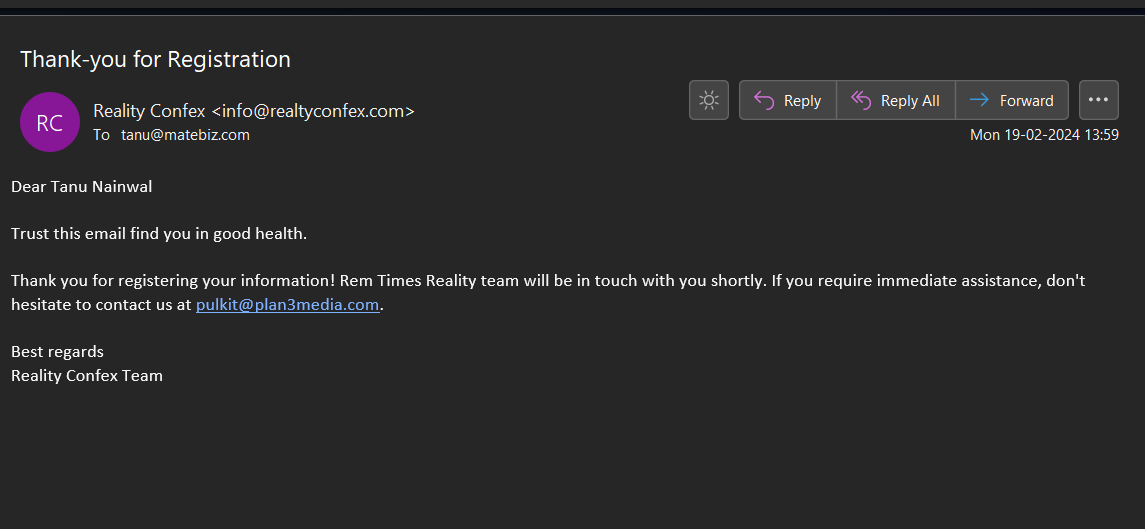 Thank-you for Registration
RC
Reality Confex <info@realtyconfex.com>
To tanu@matebiz.com
Reply
Reply All
Forward
Mon 19-02-2024 13:59
Dear Tanu Nainwal
Trust this email find you in good health.
Thank you for registering your information! Rem Times Reality team will be in touch with you shortly. If you require immediate assistance, don't
hesitate to contact us at pulkit@plan3media.com.
Best regards
Reality Confex Team